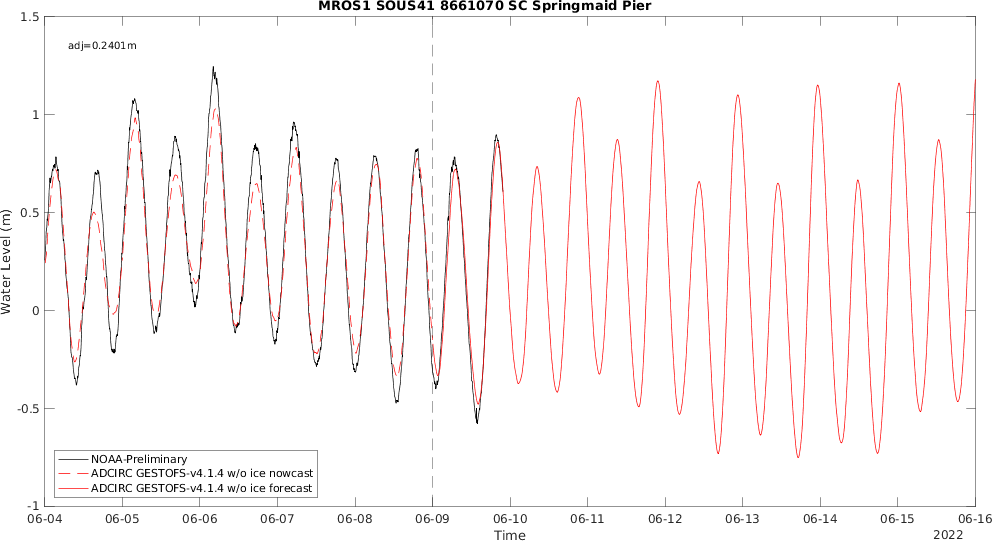 MROS1 SOUS41 8661070 SC Springmaid Pier
1.5
adj=0.2401m
1
0.5
Water Level (m)
0
-0.5
NOAA-Preliminary
ADCIRC GESTOFS-v4.1.4 w/o ice nowcast
ADCIRC GESTOFS-v4.1.4 w/o ice forecast
-1
06-04 06-05 06-06 06-07 06-08 06-09 06-10 06-11 06-12 06-13 06-14 06-15 06-16
Time
2022